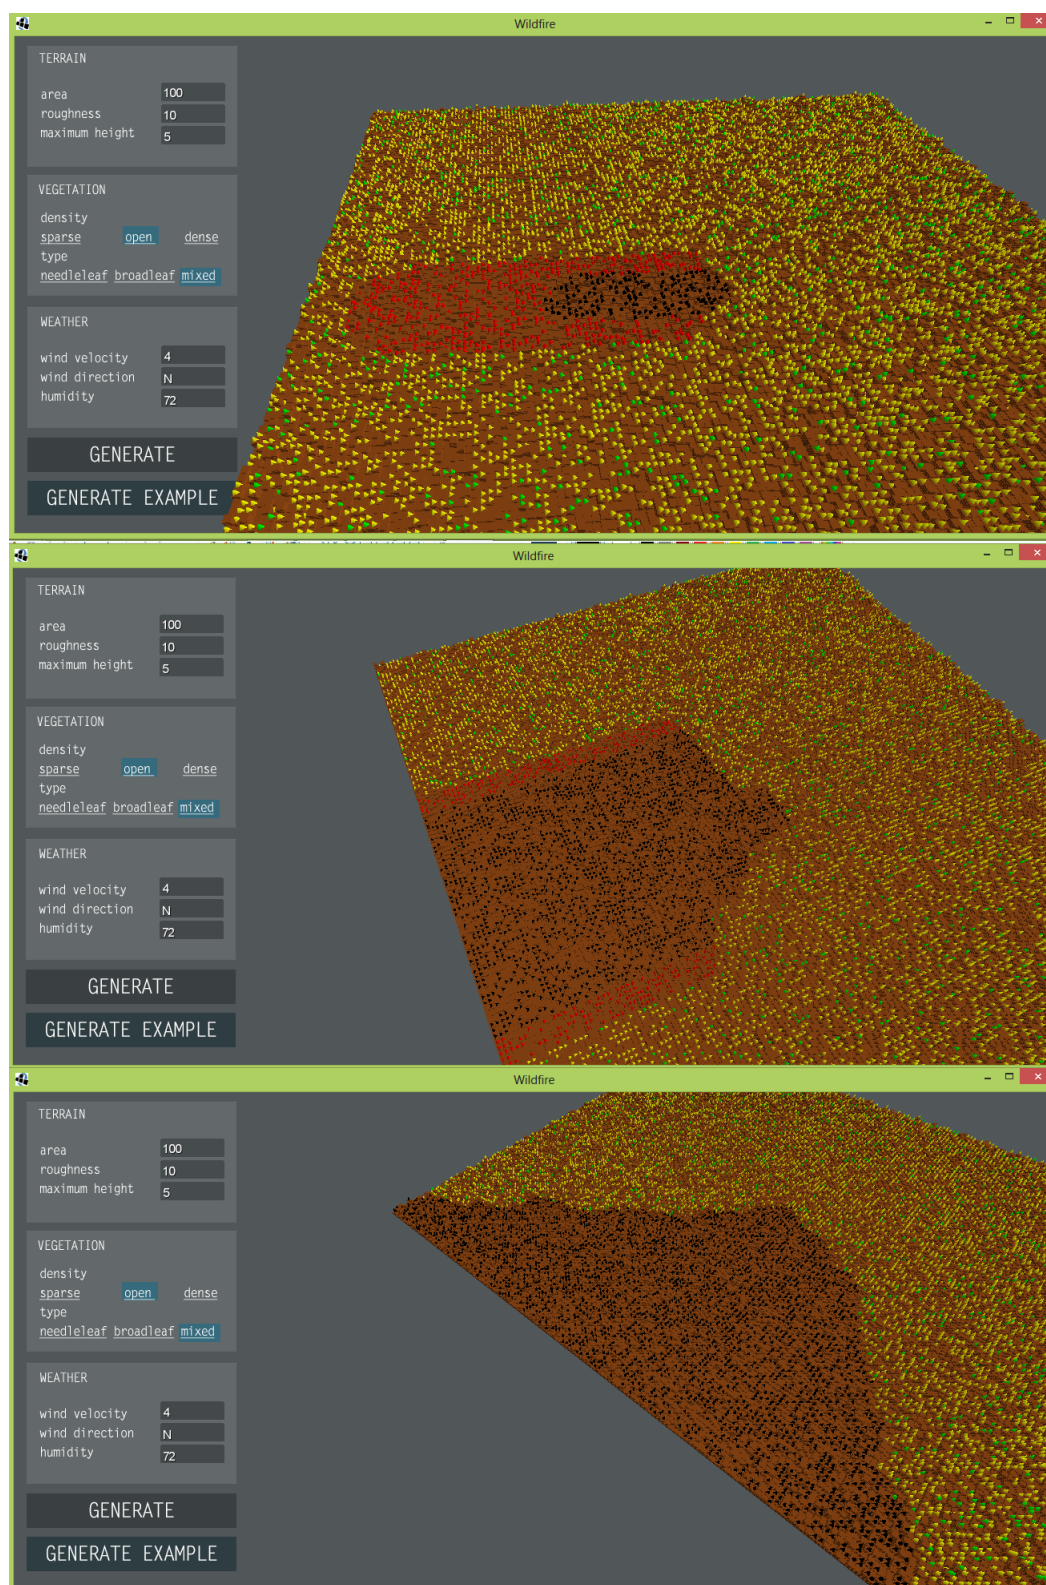 Wildfire
TERRAIN
area 100
roughness 10
maximum height 5
VEGETATION
density
sparse open dense
type
needleleaf broadleaf mixed
WEATHER
wind velocity 4
wind direction N
humidity 72
GENERATE
GENERATE EXAMPLE
Wildfire
TERRAIN
area 100
roughness 10
maximum height 5
VEGETATION
density
sparse open dense
type
needleleaf broadleaf mixed
WEATHER
wind velocity 4
wind direction N
humidity 72
GENERATE
GENERATE EXAMPLE
Wildfire
TERRAIN
area 100
roughness 10
maximum height 5
VEGETATION
density
sparse open dense
type
needleleaf broadleaf mixed
WEATHER
wind velocity 4
wind direction N
humidity 72
GENERATE
GENERATE EXAMPLE